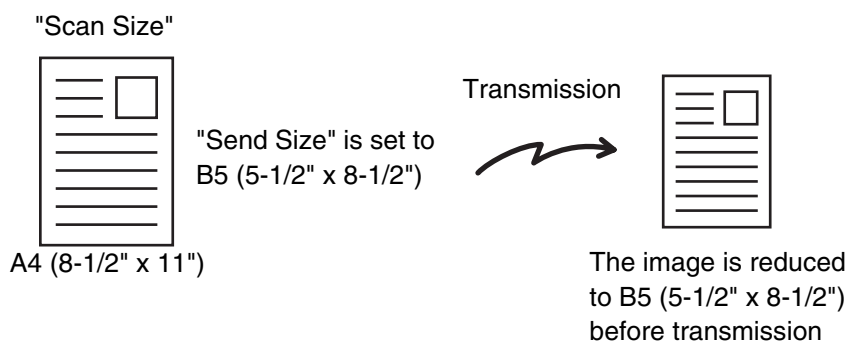 "Scan Size"
A4 (8-1/2" x 11")
"Send Size" is set to
B5 (5-1/2" x 8-1/2")
Transmission
The image is reduced
to B5 (5-1/2" x 8-1/2")
before transmission